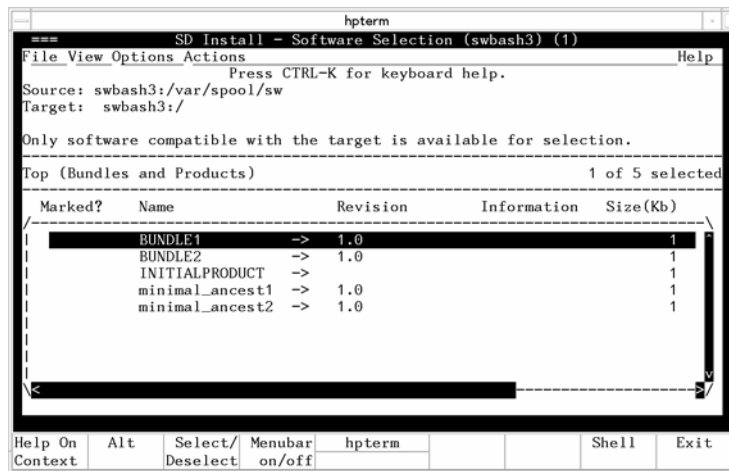 hpterm
=== SD Install - Software Selection (swbash3) (1)
File View Options Actions Help
Press CTRL-K for keyboard help.
Source: swbash3:/var/spool/sw
Target: swbash3:/
Only software compatible with the target is available for selection.
Top (Bundles and Products) 1 of 5 selected
Marked? Name Revision Information Size(Kb)
BUNDLE1 -> 1.0 1
BUNDLE2 -> 1.0 1
INITIALPRODUCT -> 1
minimal_ancest1 -> 1.0 1
minimal_ancest2 -> 1.0 1
Help On Alt Select/ Menubar hpterm Shell Exit
Context Deselect on/off